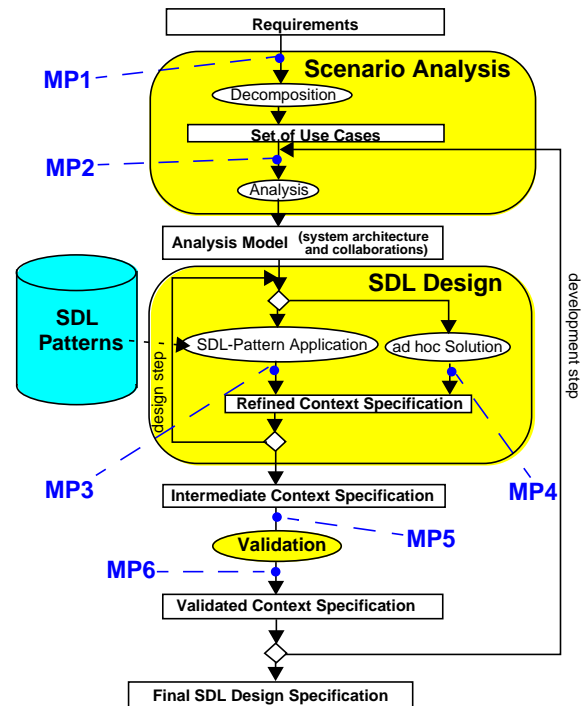 Requirements
MP1
Scenario Analysis
Decomposition
Set of Use Cases
MP2
Analysis
Analysis Model (system architecture
and collaborations)
development step
SDL Design
SDL
Patterns
SDL-Pattern Application
ad hoc Solution
design step
Refined Context Specification
MP3
MP4
Intermediate Context Specification
MP5
Validation
MP6
Validated Context Specification
Final SDL Design Specification